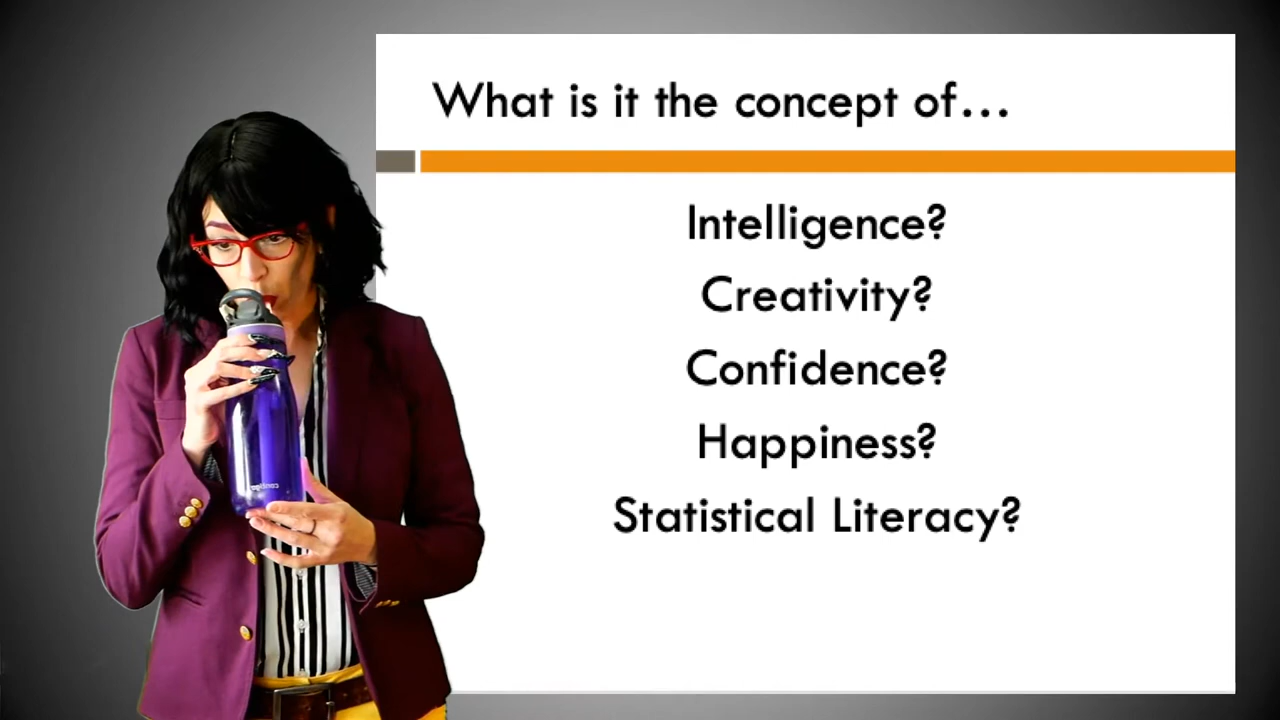 What is it the concept of...
Intelligence?
Creativity?
Confidence?
Happiness?
Statistical Literacy?